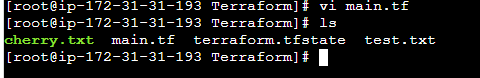 [root@ip-172-31-31-193 Terraform]# vi main.tf
[root@ip-172-31-31-193 Terraform]# ls
cherry.txt  main.tf  terraform.tfstate  test.txt
[root@ip-172-31-31-193 Terraform]#